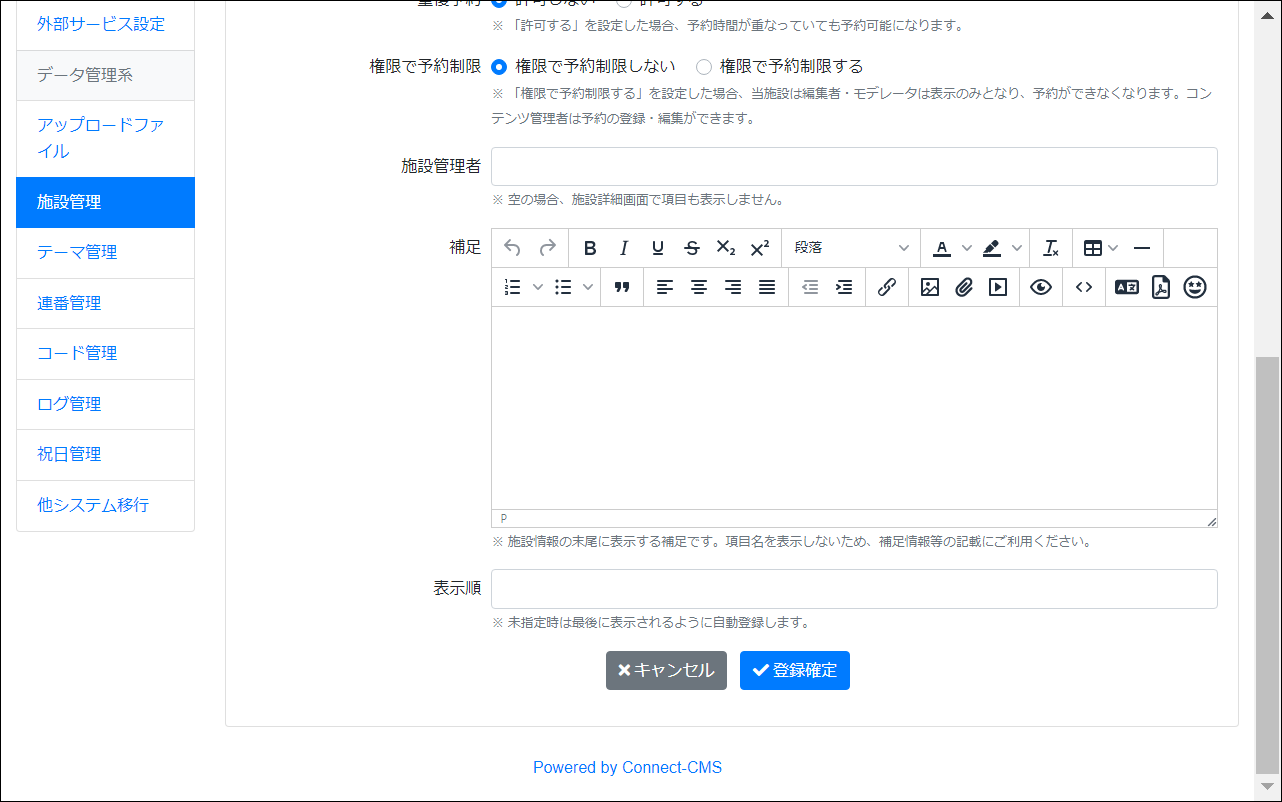 外部サービス設定
データ管理系
アップロードファ
イル
施設管理
テーマ管理
連番管理
コード管理
ログ管理
祝日管理
他システム移行
重複予約 許可しない 許可する
※ 「許可する」を設定した場合、予約時間が重なっていても予約可能になります。
権限で予約制限 権限で予約制限しない 権限で予約制限する
※ 「権限で予約制限する」を設定した場合、当施設は編集者・モデレータは表示のみとなり、予約ができなくなります。コン
テンツ管理者は予約の登録・編集ができます。
施設管理者
※ 空の場合、施設詳細画面で項目も表示しません。
補足
段落
P
※ 施設情報の末尾に表示する補足です。項目名を表示しないため、補足情報等の記載にご利用ください。
表示順
※ 未指定時は最後に表示されるように自動登録します。
キャンセル 登録確定
Powered by Connect-CMS